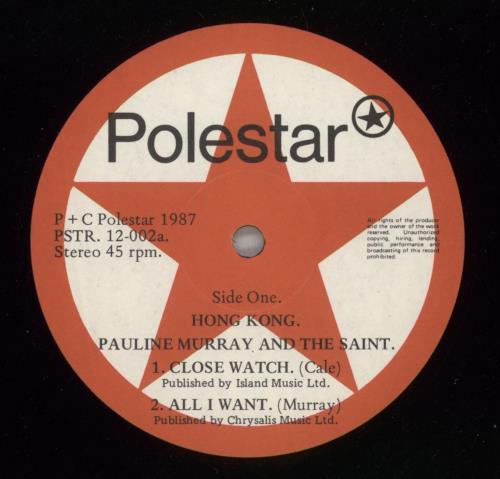 Polestar
P + C Polestar 1987
PSTR. 12-002a.
Stereo 45 rpm.
All rights of the producer
and the owner of the work
reserved. Unauthorized
copying, hiring, lending,
public performance and
broadcasting of this record
prohibited.
Side One.
HONG KONG.
PAULINE MURRAY AND THE SAINT.
1. CLOSE WATCH. (Cale)
Published by Island Music Ltd.
2. ALL I WANT. (Murray)
Published by Chrysalis Music Ltd.